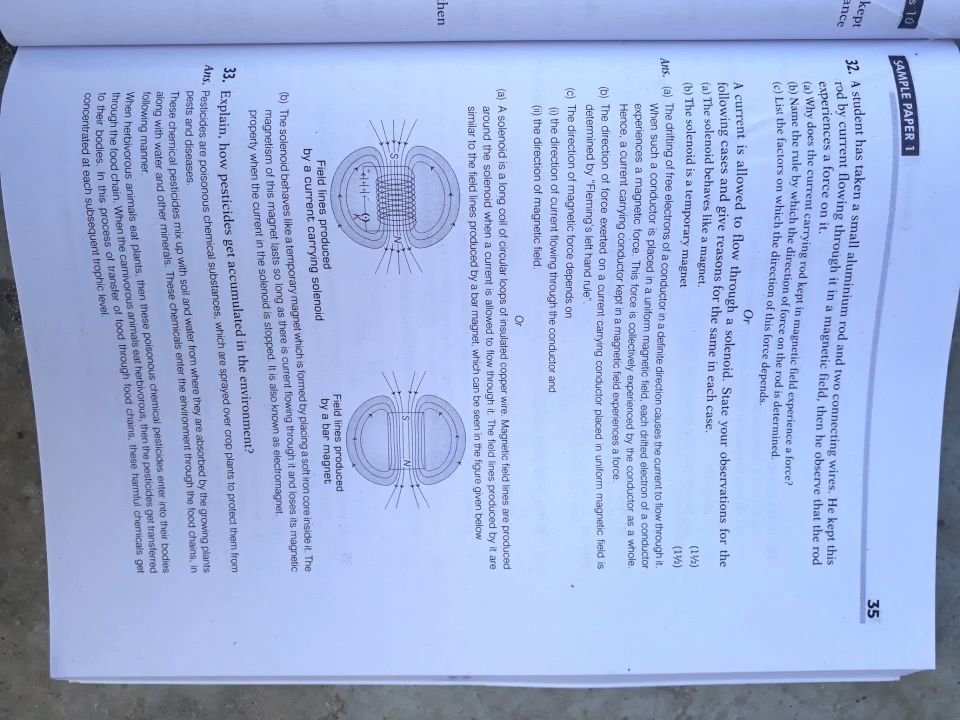 s 10
kept
ance
hen
SAMPLE PAPER 1
35
32. A student has taken a small aluminium rod and two connecting wires. He kept this
rod by current flowing through it in a magnetic field, then he observe that the rod
experiences a force on it.
(a) Why does the current carrying rod kept in magnetic field experience a force?
(b) Name the rule by which the direction of force on the rod is determined.
(c) List the factors on which the direction of this force depends.
Or
A current is allowed to flow through a solenoid. State your observations for the
following cases and give reasons for the same in each case.
(a) The solenoid behaves like a magnet. (1½)
(b) The solenoid is a temporary magnet (1½)
Ans. (a) The drifting of free electrons of a conductor in a definite direction causes the current to flow through it.
When such a conductor is placed in a uniform magnetic field, each drifted electron of a conductor
experiences a magnetic force. This force is collectively experienced by the conductor as a whole.
Hence, a current carrying conductor kept in a magnetic field experiences a force.
(b) The direction of force exerted on a current carrying conductor placed in uniform magnetic field is
determined by "Fleming's left hand rule".
(c) The direction of magnetic force depends on
(i) the direction of current flowing through the conductor and
(ii) the direction of magnetic field.
Or
(a) A solenoid is a long coil of circular loops of insulated copper wire. Magnetic field lines are produced
around the solenoid when a current is allowed to flow through it. The field lines produced by it are
similar to the field lines produced by a bar magnet, which can be seen in the figure given below
S N
K
S N
Field lines produced
by a current carrying solenoid
Field lines produced
by a bar magnet
(b) The solenoid behaves like a temporary magnet which is formed by placing a soft iron core inside it. The
magnetism of this magnet lasts so long as there is current flowing through it and loses its magnetic
property when the current in the solenoid is stopped. It is also known as electromagnet.
33. Explain, how pesticides get accumulated in the environment?
Ans. Pesticides are poisonous chemical substances, which are sprayed over crop plants to protect them from
pests and diseases.
These chemical pesticides mix up with soil and water from where they are absorbed by the growing plants
along with water and other minerals. These chemicals enter the environment through the food chains, in
following manner.
When herbivorous animals eat plants, then these poisonous chemical pesticides enter into their bodies
through the food chain. When the carnivorous animals eat herbivorous, then the pesticides get transferred
to their bodies. In this process of transfer of food through food chains, these harmful chemicals get
concentrated at each subsequent trophic level.